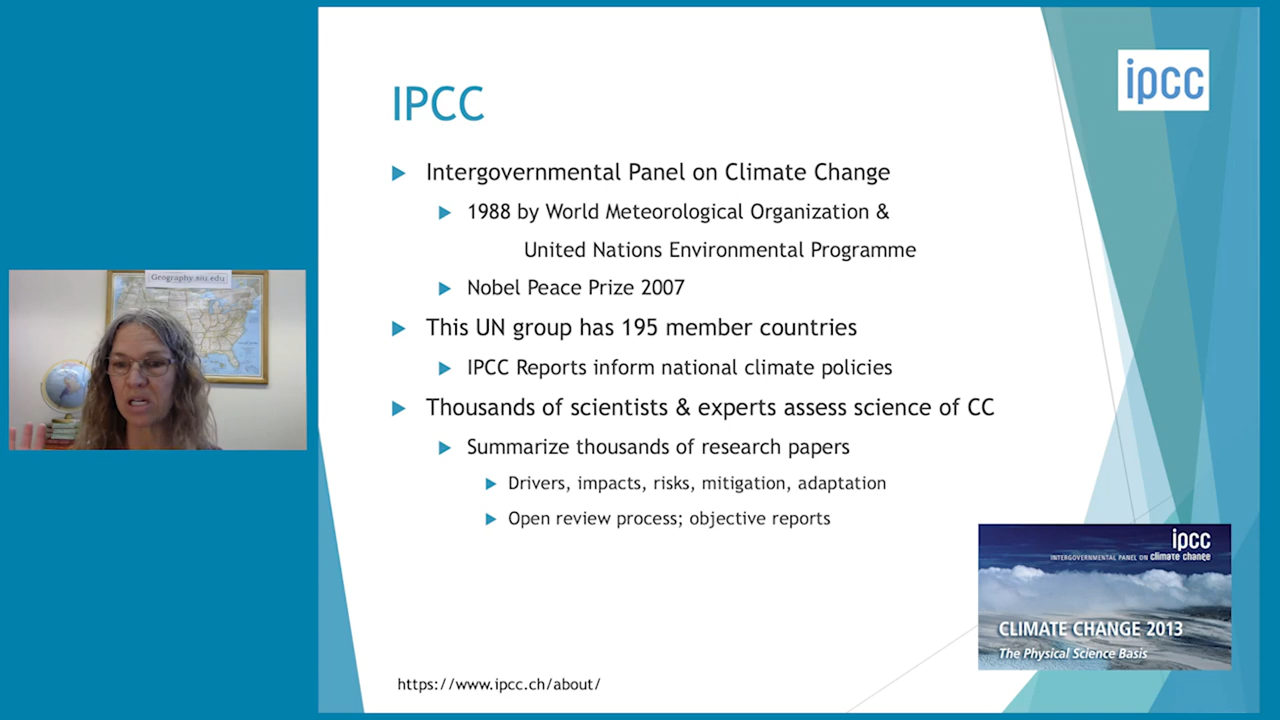 ipcc
IPCC
Intergovernmental Panel on Climate Change
1988 by World Meteorological Organization &
United Nations Environmental Programme
Nobel Peace Prize 2007
This UN group has 195 member countries
IPCC Reports inform national climate policies
Thousands of scientists & experts assess science of CC
Summarize thousands of research papers
Drivers, impacts, risks, mitigation, adaptation
Open review process; objective reports
Geography.siu.edu
ipcc
INTERGOVERNMENTAL PANEL ON climate change
CLIMATE CHANGE 2013
The Physical Science Basis
https://www.ipcc.ch/about/